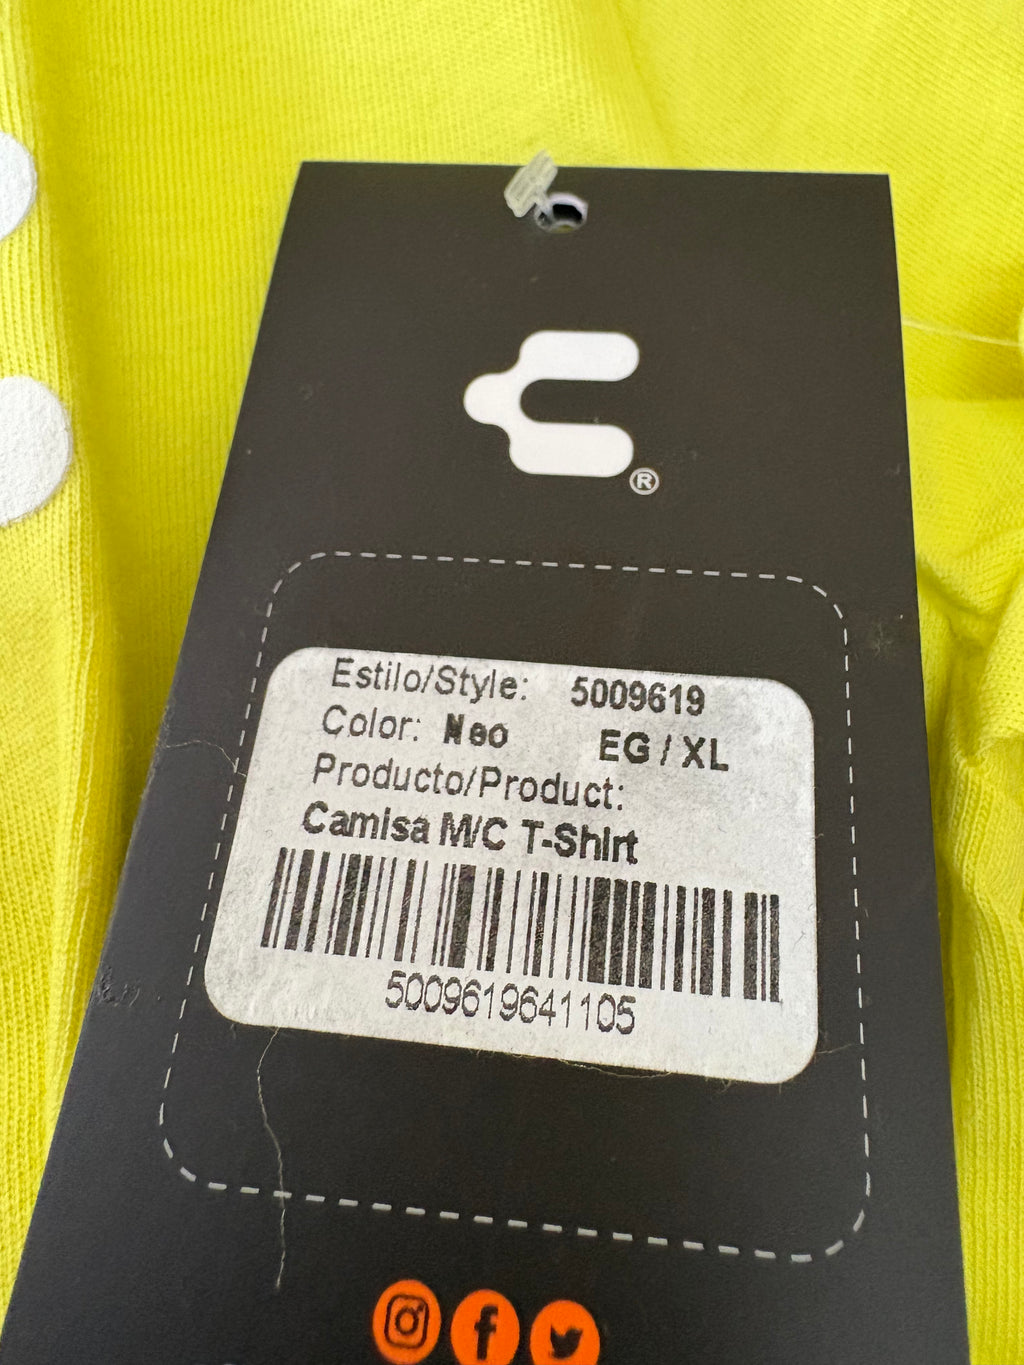 ®
Estilo/Style: 5009619
Color: Neo EG / XL
Producto/Product:
Camisa M/C T-Shirt
5009619641105